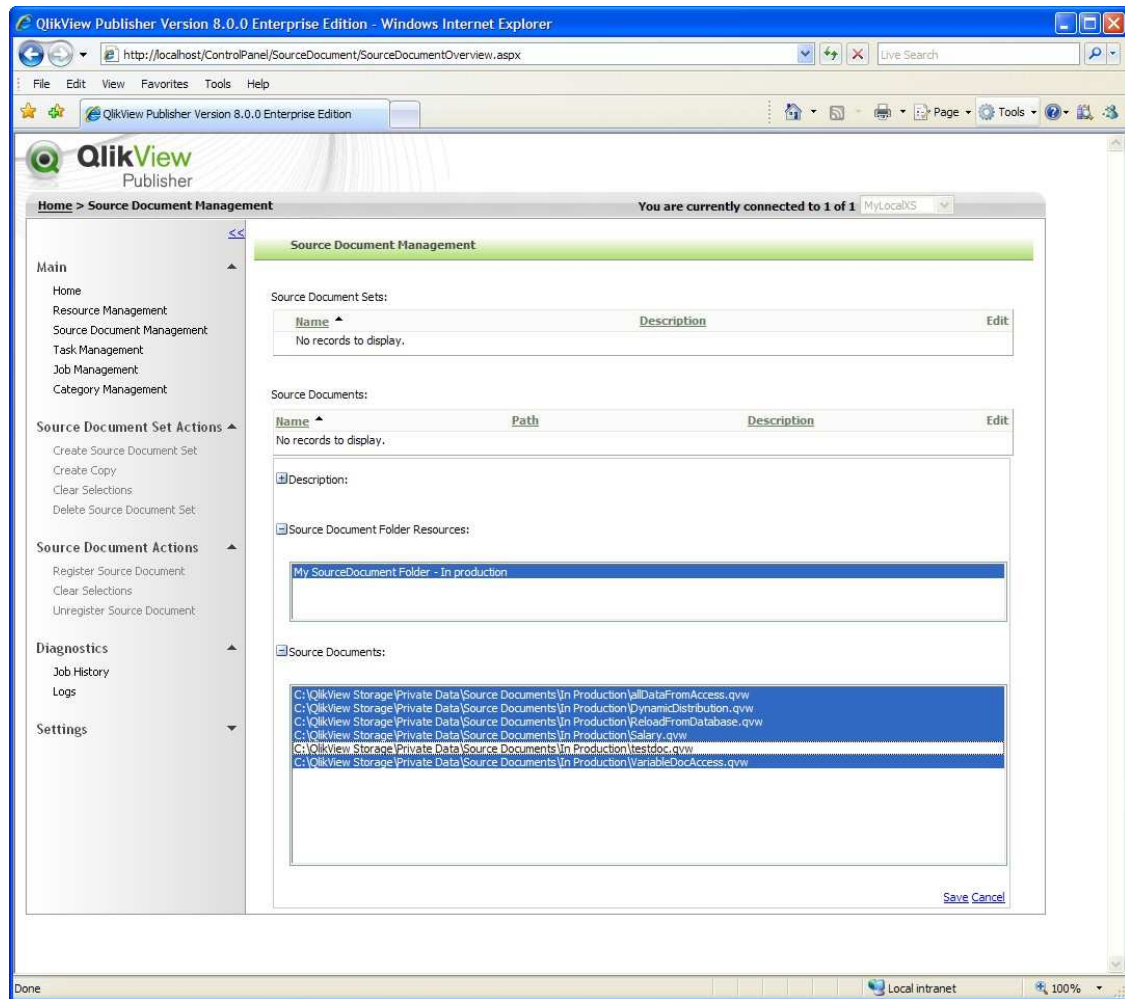 QlikView Publisher Version 8.0.0 Enterprise Edition - Windows Internet Explorer
http://localhost/ControlPanel/SourceDocument/SourceDocumentOverview.aspx
Live Search
File Edit View Favorites Tools Help
QlikView Publisher Version 8.0.0 Enterprise Edition
Page Tools
QlikView
Publisher
Home > Source Document Management
You are currently connected to 1 of 1 MyLocalXS
<<
Main
Home
Resource Management
Source Document Management
Task Management
Job Management
Category Management
Source Document Set Actions
Create Source Document Set
Create Copy
Clear Selections
Delete Source Document Set
Source Document Actions
Register Source Document
Clear Selections
Unregister Source Document
Diagnostics
Job History
Logs
Settings
Source Document Management
Source Document Sets:
Name Description Edit
No records to display.
Source Documents:
Name Path Description Edit
No records to display.
Description:
Source Document Folder Resources:
My SourceDocument Folder - In production
Source Documents:
C:\QlikView Storage\Private Data\Source Documents\In Production\allDataFromAccess.qvw
C:\QlikView Storage\Private Data\Source Documents\In Production\DynamicDistribution.qvw
C:\QlikView Storage\Private Data\Source Documents\In Production\ReloadFromDatabase.qvw
C:\QlikView Storage\Private Data\Source Documents\In Production\Salary.qvw
C:\QlikView Storage\Private Data\Source Documents\In Production\testdoc.qvw
C:\QlikView Storage\Private Data\Source Documents\In Production\VariableDocAccess.qvw
Save Cancel
Done
Local intranet
100%